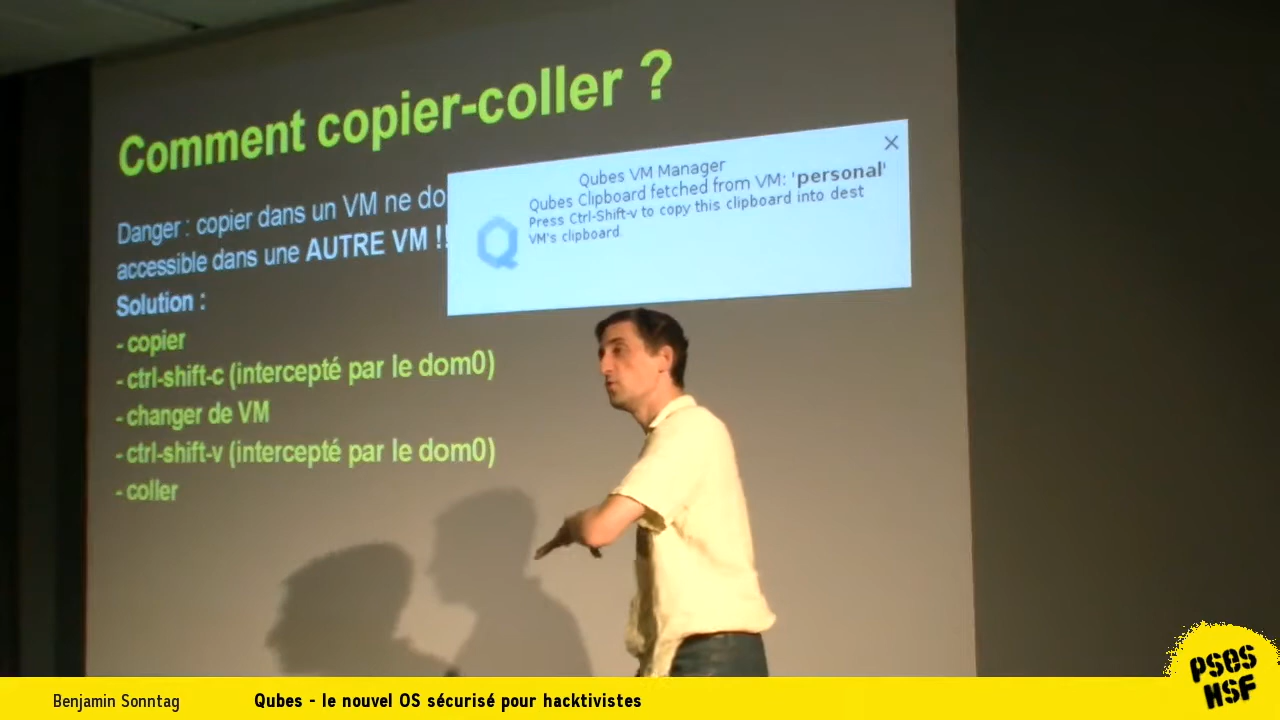 Comment copier-coller ?
Danger : copier dans un VM ne do
accessible dans une AUTRE VM !!
Solution :
- copier
- ctrl-shift-c (intercepté par le dom0)
- changer de VM
- ctrl-shift-v (intercepté par le dom0)
- coller
Qubes VM Manager
Qubes Clipboard fetched from VM: 'personal'
Press Ctrl-Shift-v to copy this clipboard into dest
VM's clipboard.
Benjamin Sonntag
Qubes - le nouvel OS sécurisé pour hacktivistes
PSES
HSF